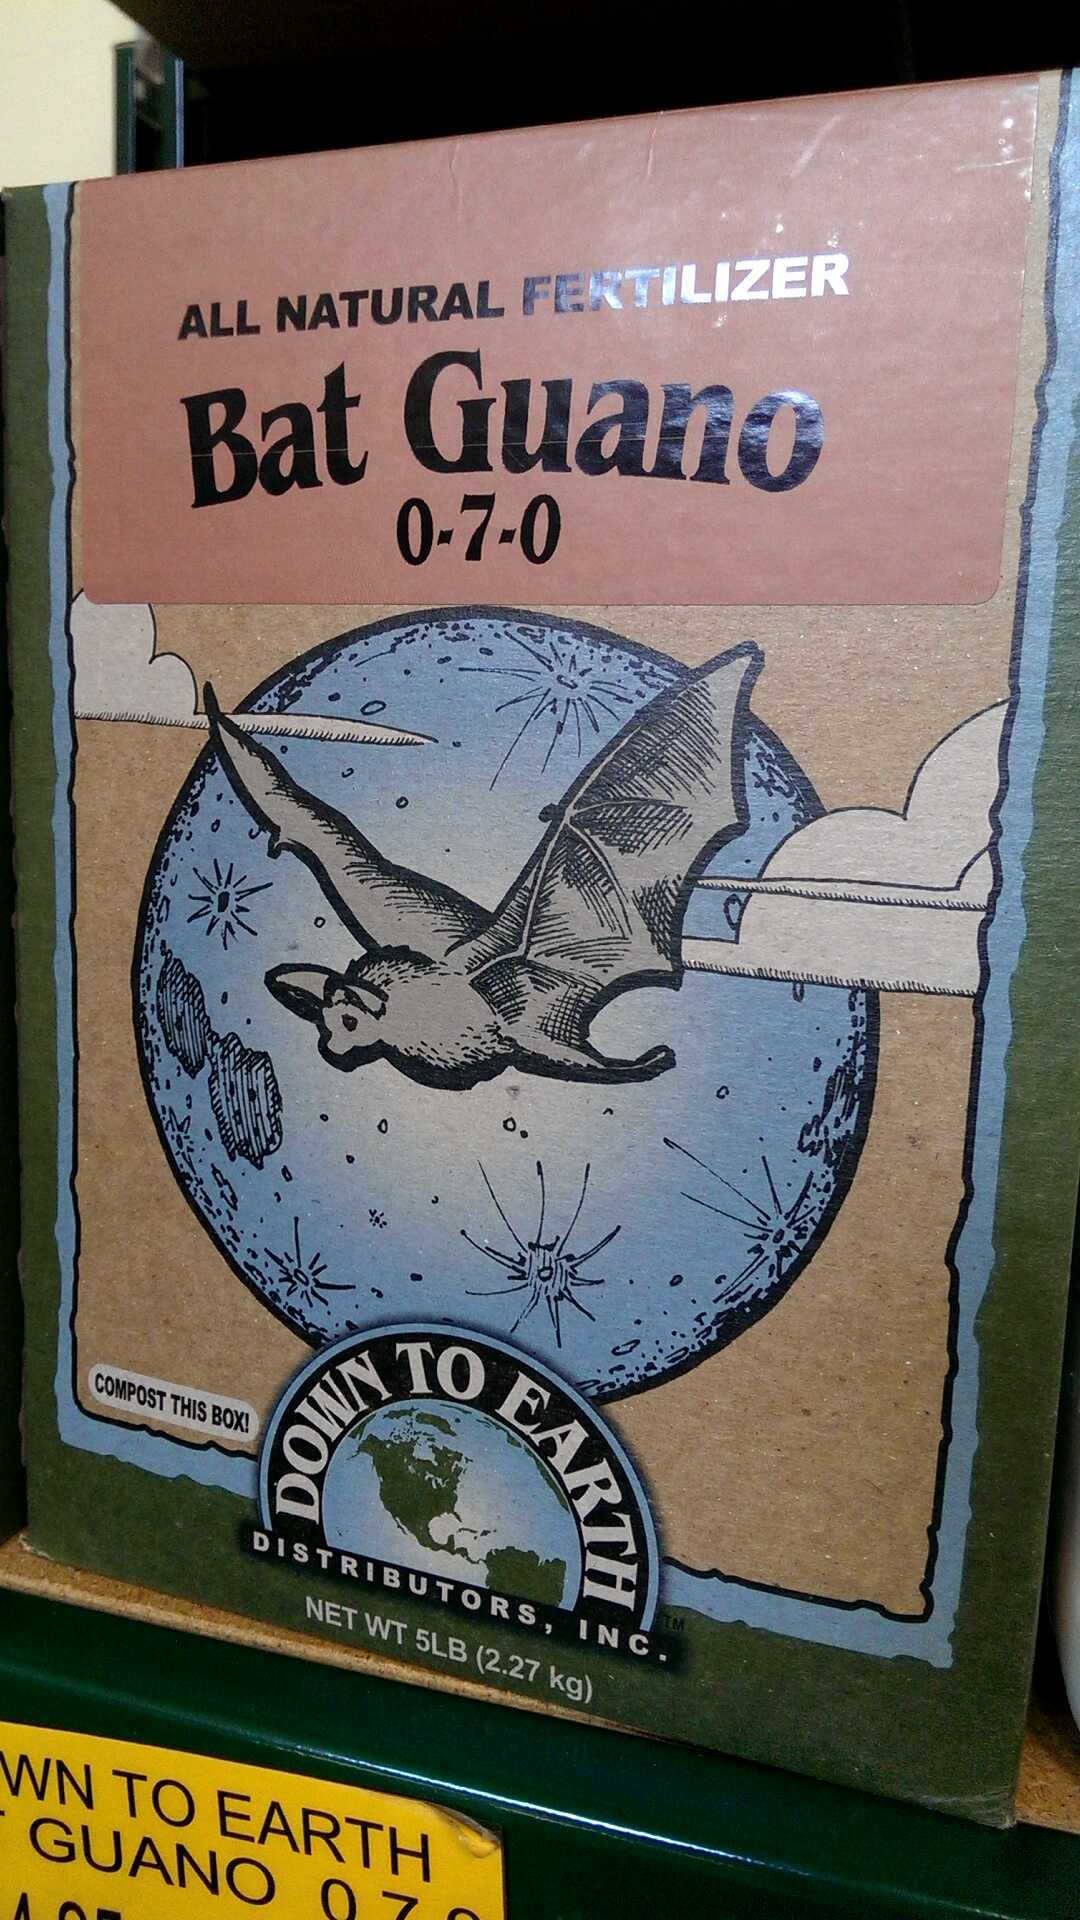 ALL NATURAL FERTILIZER
Bat Guano
0-7-0
COMPOST THIS BOX!
DOWN TO EARTH
DISTRIBUTORS, INC.™
NET WT 5LB (2.27 kg)
WN TO EARTH
GUANO 0 7